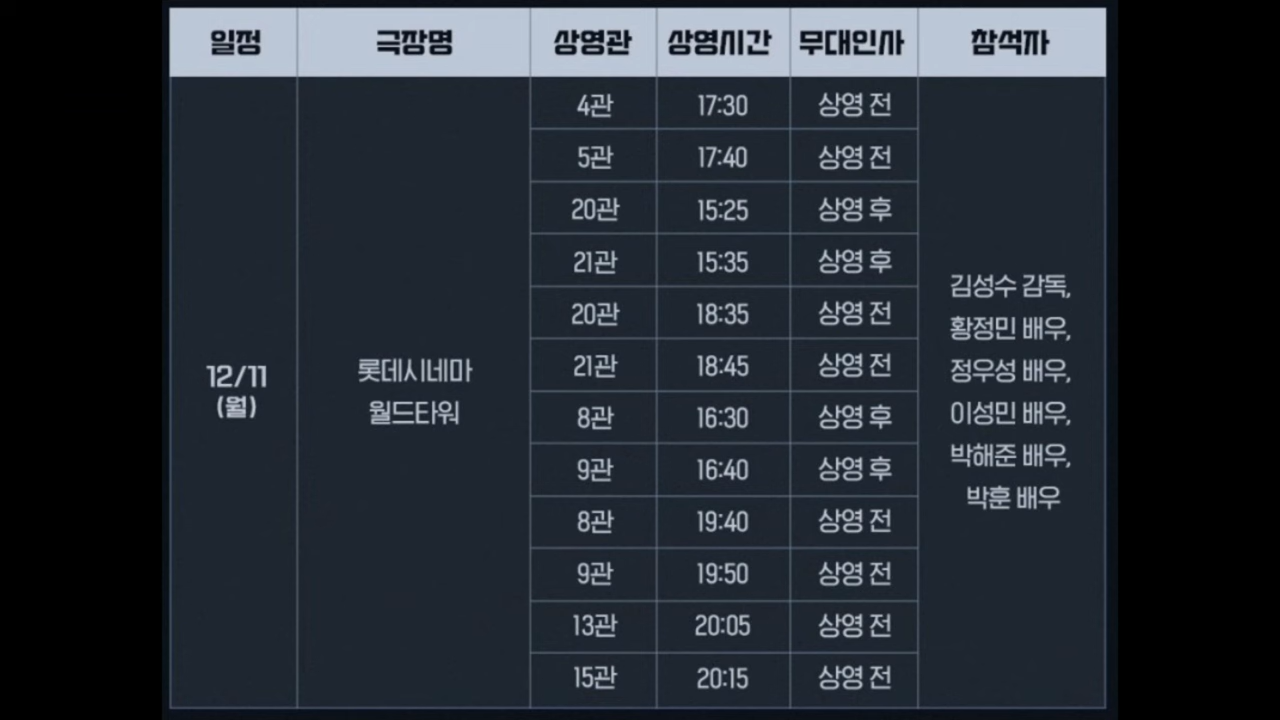 일정 극장명 상영관 상영시간 무대인사 참석자
4관 17:30 상영 전
5관 17:40 상영 전
20관 15:25 상영 후
21관 15:35 상영 후
20관 18:35 상영 전
21관 18:45 상영 전
8관 16:30 상영 후
9관 16:40 상영 후
8관 19:40 상영 전
9관 19:50 상영 전
13관 20:05 상영 전
15관 20:15 상영 전
12/11
(월)
롯데시네마
월드타워
김성수 감독,
황정민 배우,
정우성 배우,
이성민 배우,
박해준 배우,
박훈 배우